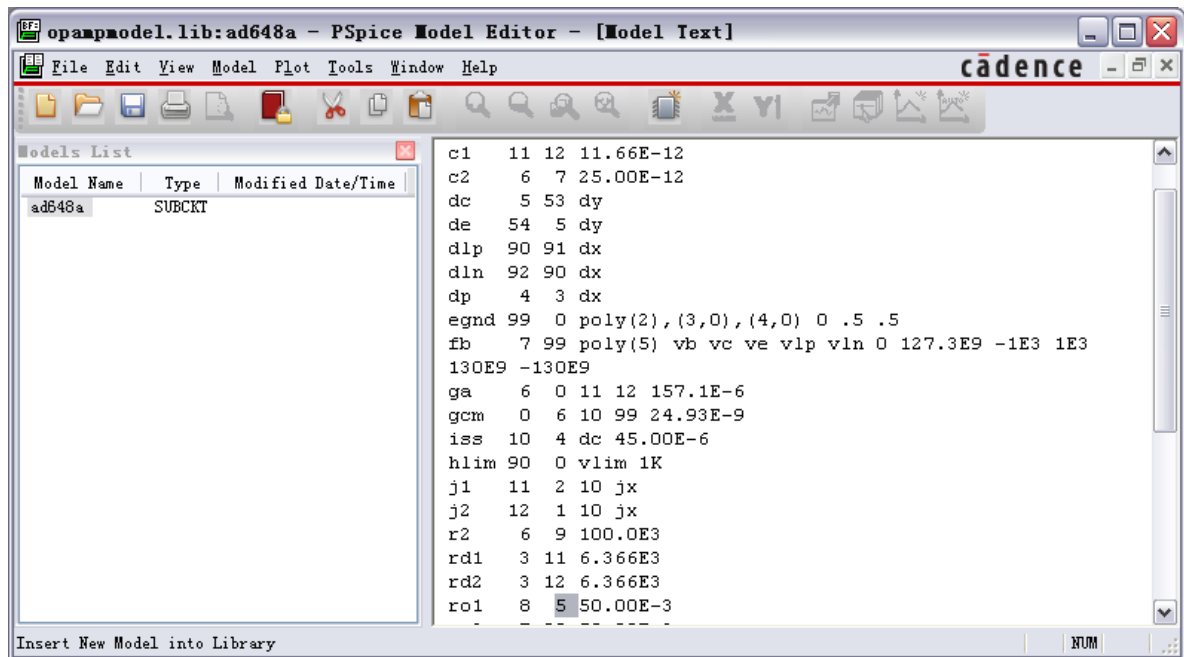 opampmodel.lib:ad648a - PSpice Model Editor - [Model Text]
File Edit View Model Plot Tools Window Help
cādence
Models List
Model Name Type Modified Date/Time
ad648a SUBCKT
c1 11 12 11.66E-12
c2 6 7 25.00E-12
dc 5 53 dy
de 54 5 dy
dlp 90 91 dx
dln 92 90 dx
dp 4 3 dx
egnd 99 0 poly(2),(3,0),(4,0) 0 .5 .5
fb 7 99 poly(5) vb vc ve vlp vln 0 127.3E9 -1E3 1E3
130E9 -130E9
ga 6 0 11 12 157.1E-6
gcm 0 6 10 99 24.93E-9
iss 10 4 dc 45.00E-6
hlim 90 0 vlim 1K
j1 11 2 10 jx
j2 12 1 10 jx
r2 6 9 100.0E3
rd1 3 11 6.366E3
rd2 3 12 6.366E3
ro1 8 5 50.00E-3
Insert New Model into Library
NUM